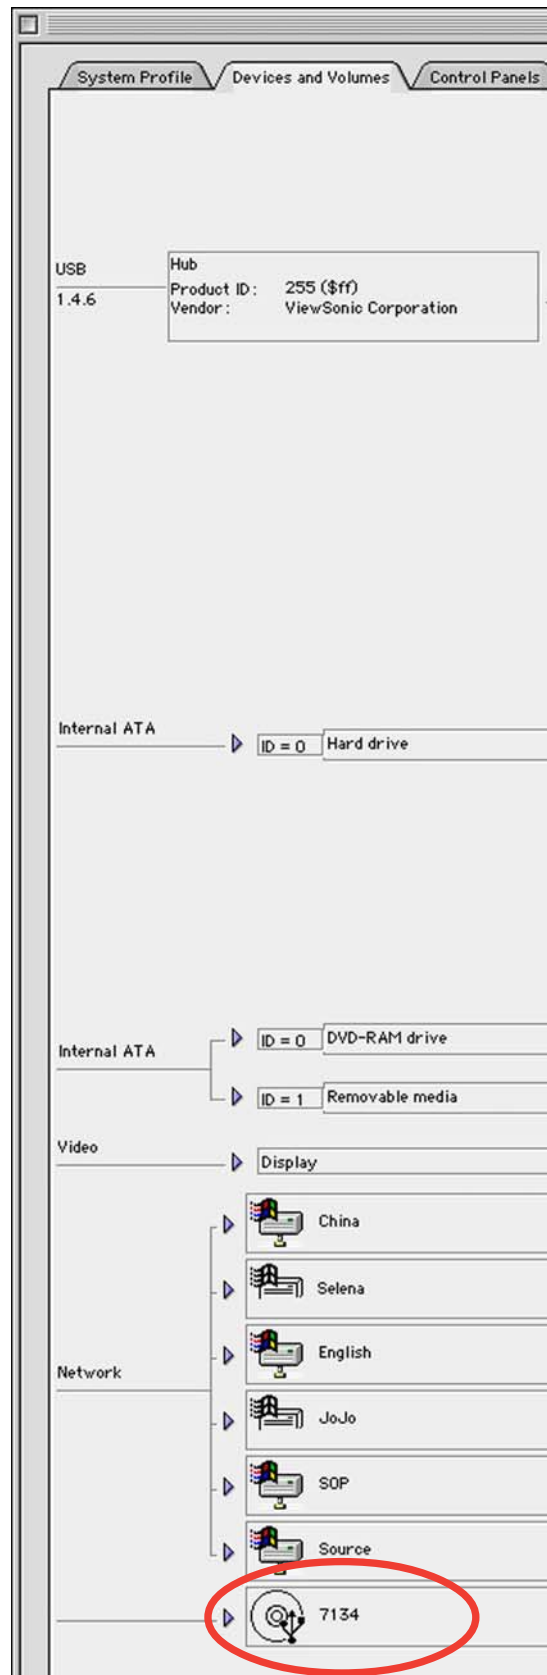 System Profile
Devices and Volumes
Control Panels
USB
1.4.6
Hub
Product ID: 255 ($ff)
Vendor: ViewSonic Corporation
Internal ATA
ID = 0 Hard drive
Internal ATA
ID = 0 DVD-RAM drive
ID = 1 Removable media
Video
Display
Network
China
Selena
English
JoJo
SOP
Source
7134